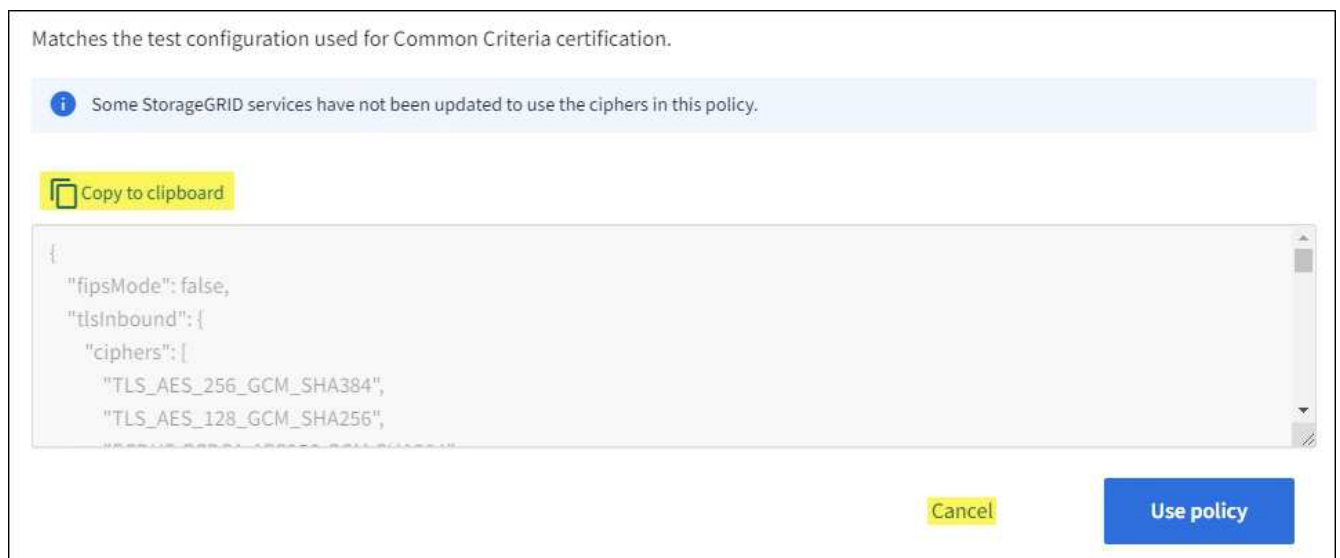 Matches the test configuration used for Common Criteria certification.
Some StorageGRID services have not been updated to use the ciphers in this policy.
Copy to clipboard
{
"fipsMode": false,
"tlsInbound": {
"ciphers": [
"TLS_AES_256_GCM_SHA384",
"TLS_AES_128_GCM_SHA256",
Cancel
Use policy